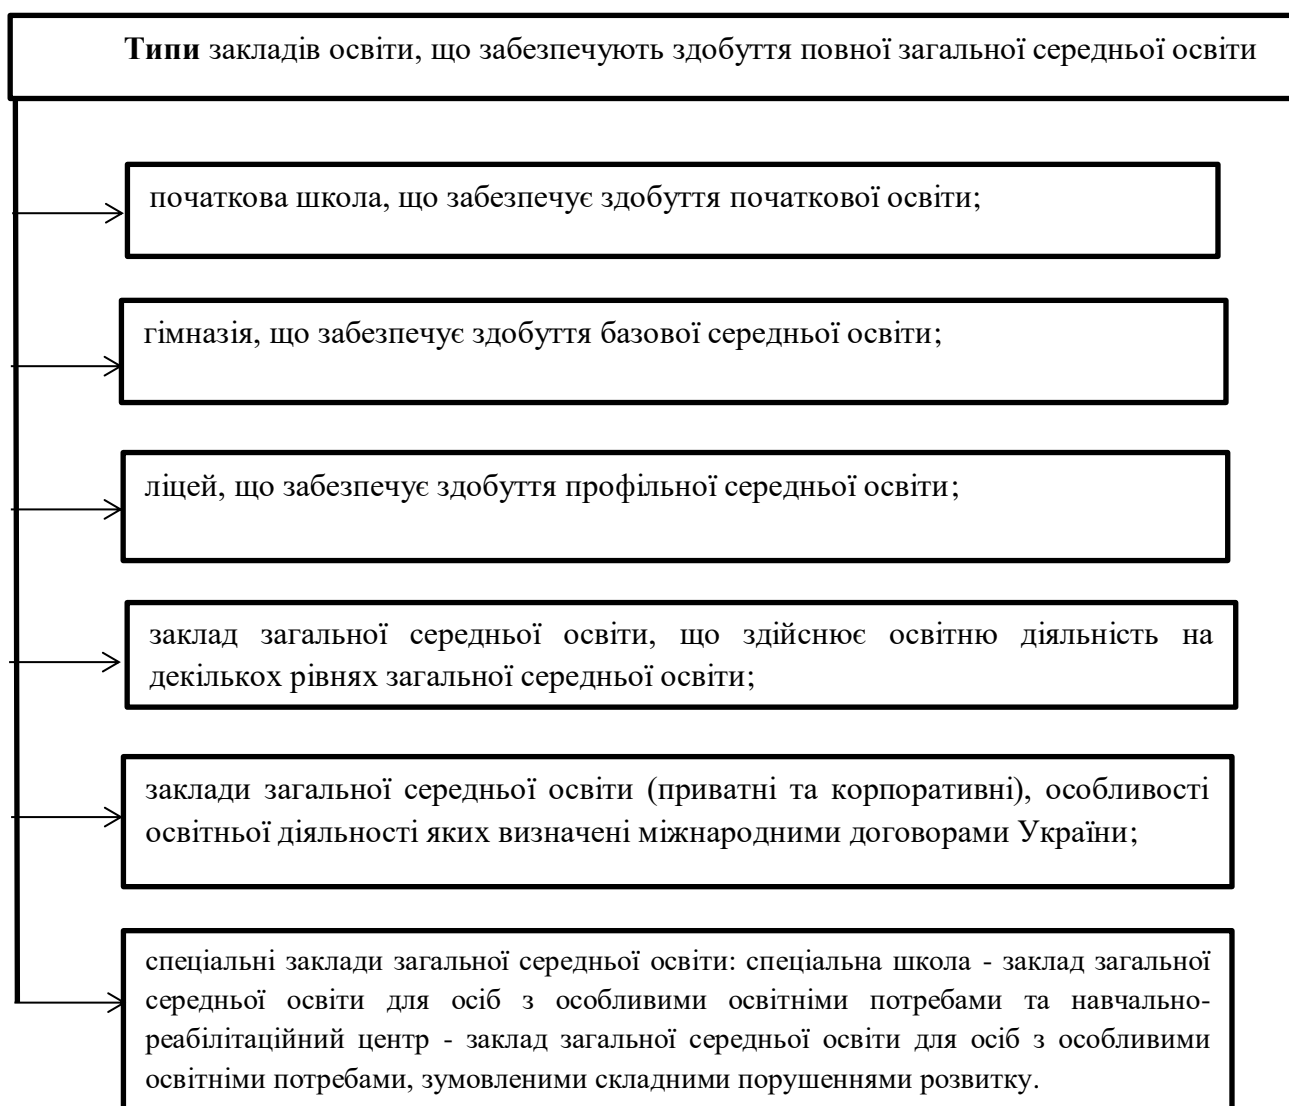 Типи закладів освіти, що забезпечують здобуття повної загальної середньої освіти
початкова школа, що забезпечує здобуття початкової освіти;
гімназія, що забезпечує здобуття базової середньої освіти;
ліцей, що забезпечує здобуття профільної середньої освіти;
заклад загальної середньої освіти, що здійснює освітню діяльність на
декількох рівнях загальної середньої освіти;
заклади загальної середньої освіти (приватні та корпоративні), особливості
освітньої діяльності яких визначені міжнародними договорами України;
спеціальні заклади загальної середньої освіти: спеціальна школа - заклад загальної
середньої освіти для осіб з особливими освітніми потребами та навчально-
реабілітаційний центр - заклад загальної середньої освіти для осіб з особливими
освітніми потребами, зумовленими складними порушеннями розвитку.